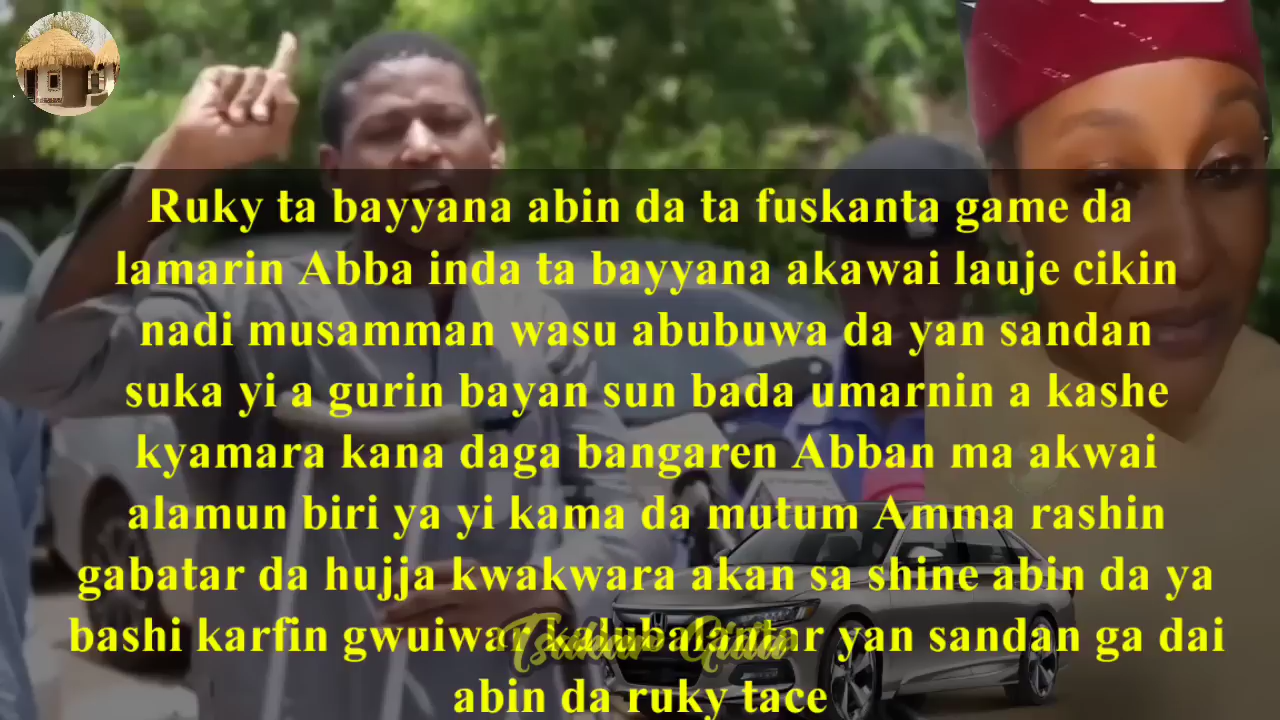 Ruky ta bayyana abin da ta fuskanta game da
lamarin Abba inda ta bayyana akawai lauje cikin
nadi musamman wasu abubuwa da yan sandan
suka yi a gurin bayan sun bada umarnin a kashe
kyamara kana daga bangaren Abban ma akwai
alamun biri ya yi kama da mutum Amma rashin
gabatar da hujja kwakwara akan sa shine abin da ya
bashi karfin gwuiwar kalubalantar yan sandan ga dai
abin da ruky tace